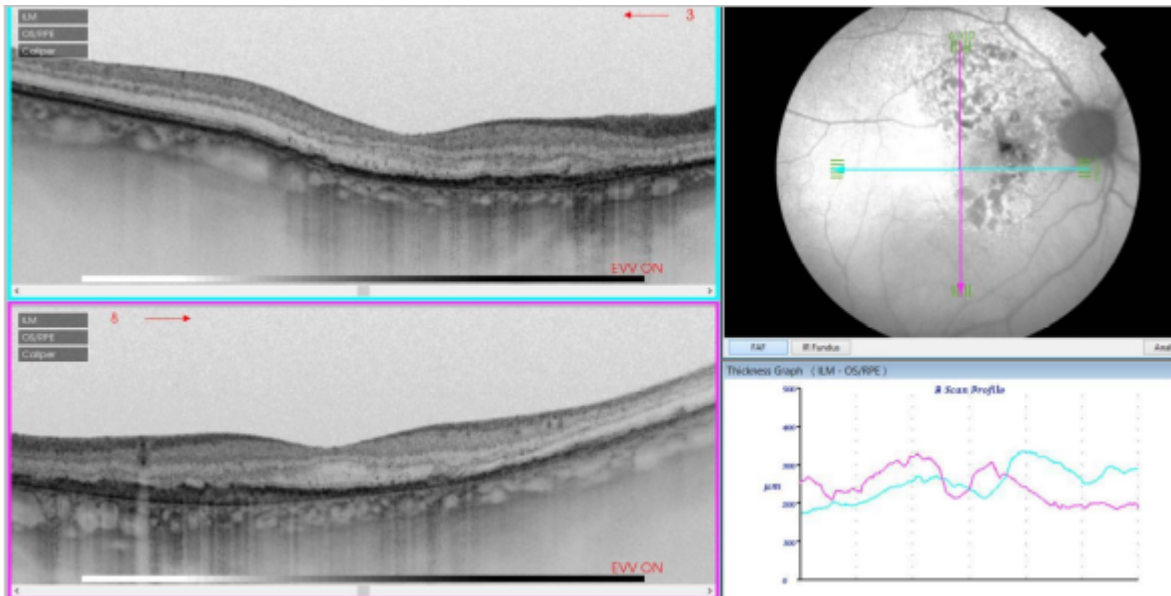 ILM
OS/RPE
Caliper
3
EVV ON
ILM
OS/RPE
Caliper
8
EVV ON
FAF
IR Fundus
Anal
Thickness Graph ( ILM - OS/RPE )
B Scan Profile
500
400
300
µm
200
100
0